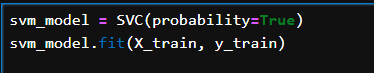 svm_model = SVC(probability=True)
svm_model.fit(X_train, y_train)